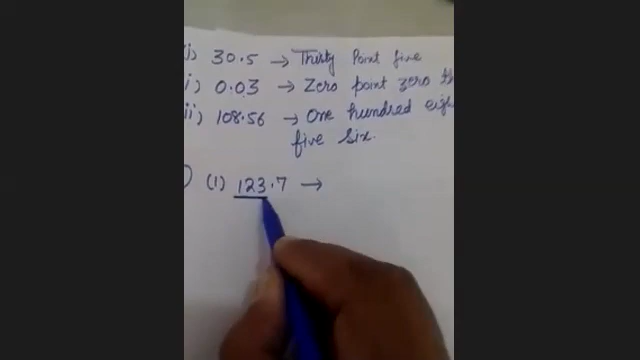 i) 30.5 → Thirty Point five
i) 0.03 → Zero point zero
ii) 108.56 → One hundred
five Six.
(1) 123.7 →